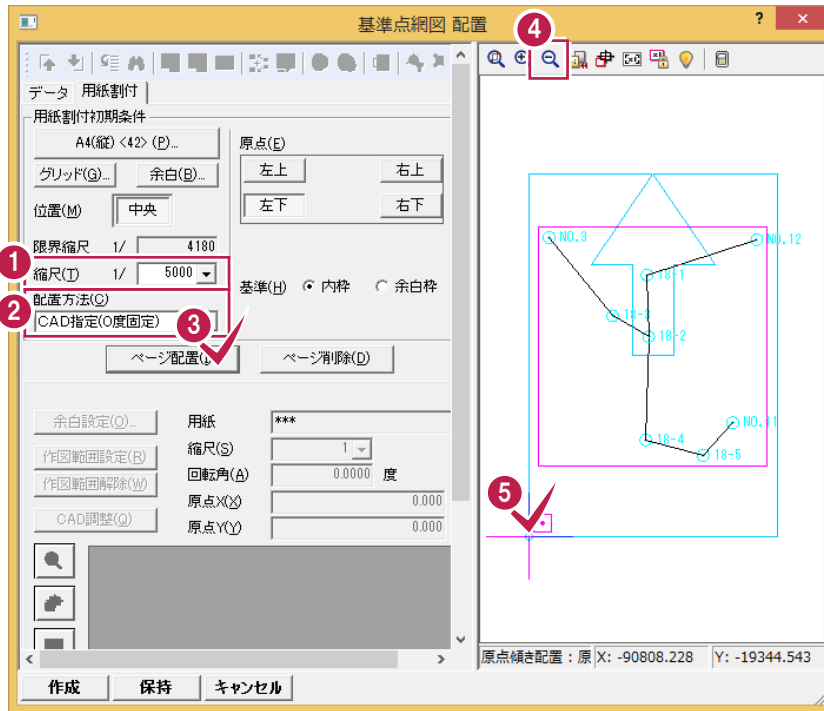 基準点網図 配置
?
×
4
データ
用紙割付
用紙割付初期条件
A4(縦) <42> (P)...
グリッド(G)...
余白(B)...
位置(M)
中央
原点(E)
左上
右上
左下
右下
限界縮尺 1/ 4180
1
縮尺(T) 1/ 5000
基準(H)
内枠
余白枠
2
配置方法(C)
CAD指定(0度固定)
3
ページ配置
ページ削除(D)
余白設定(O)...
作図範囲設定(R)
作図範囲解除(W)
CAD調整(Q)
用紙 ***
縮尺(S) 1
回転角(A) 0.0000 度
原点X(X) 0.000
原点Y(Y) 0.000
作成
保持
キャンセル
NO.3
NO.12
18-1
18-3
18-2
NO.11
18-4
18-5
5
原点傾き配置：原
X: -90808.228
Y: -19344.543